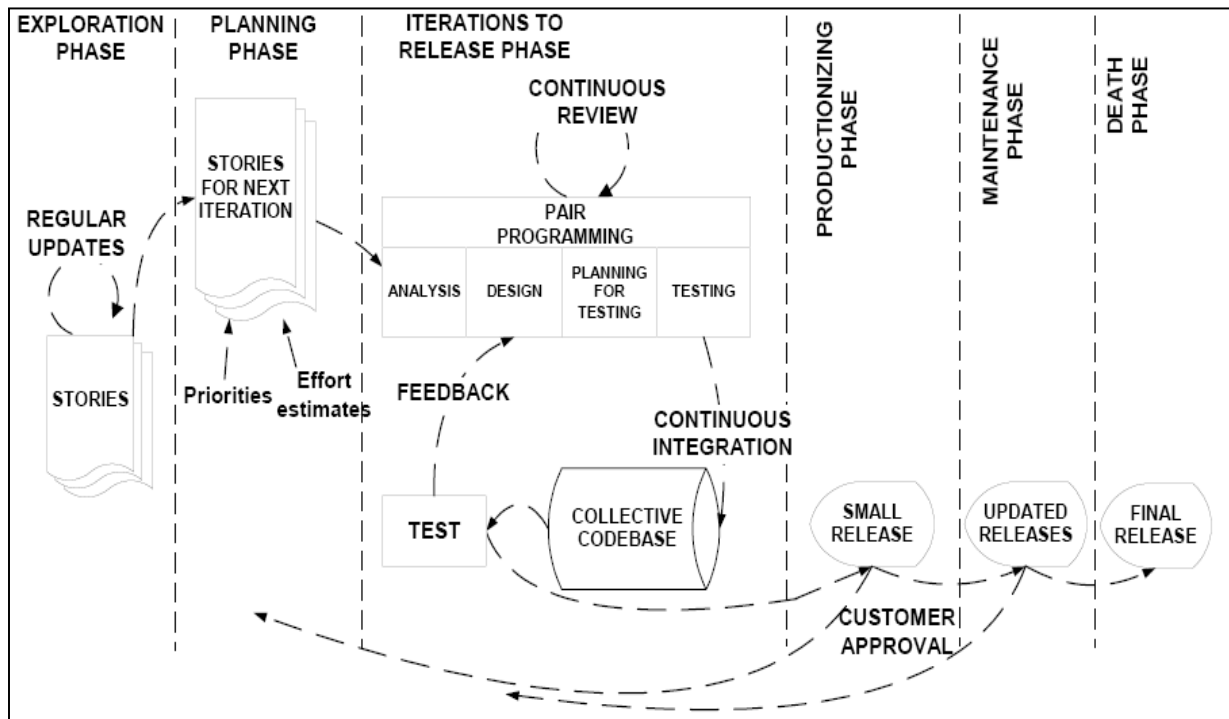 EXPLORATION
PHASE
PLANNING
PHASE
ITERATIONS TO
RELEASE PHASE
PRODUCTIONIZING
PHASE
MAINTENANCE
PHASE
DEATH
PHASE
REGULAR
UPDATES
STORIES
STORIES
FOR NEXT
ITERATION
Priorities
Effort
estimates
CONTINUOUS
REVIEW
PAIR
PROGRAMMING
ANALYSIS
DESIGN
PLANNING
FOR
TESTING
TESTING
FEEDBACK
CONTINUOUS
INTEGRATION
TEST
COLLECTIVE
CODEBASE
SMALL
RELEASE
UPDATED
RELEASES
FINAL
RELEASE
CUSTOMER
APPROVAL